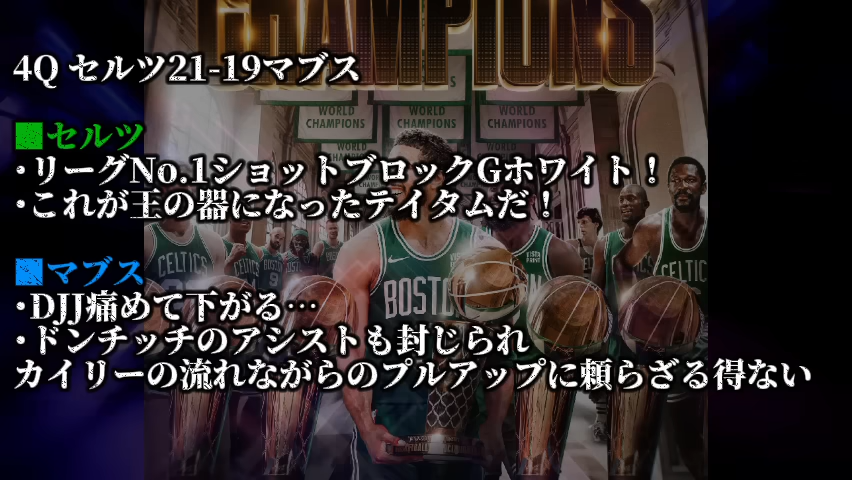 CHAMPIONS
4Q セルツ21-19マブス
WORLD CHAMPIONS
WORLD CHAMPIONS
WORLD CHAMPIONS
■セルツ
・リーグNo.1ショットブロックGホワイト！
・これが王の器になったテイタムだ！
CELTICS
CELTICS
BOSTON
CELTICS
■マブス
・DJJ痛めて下がる…
・ドンチッチのアシストも封じられ
カイリーの流れながらのプルアップに頼らざる得ない